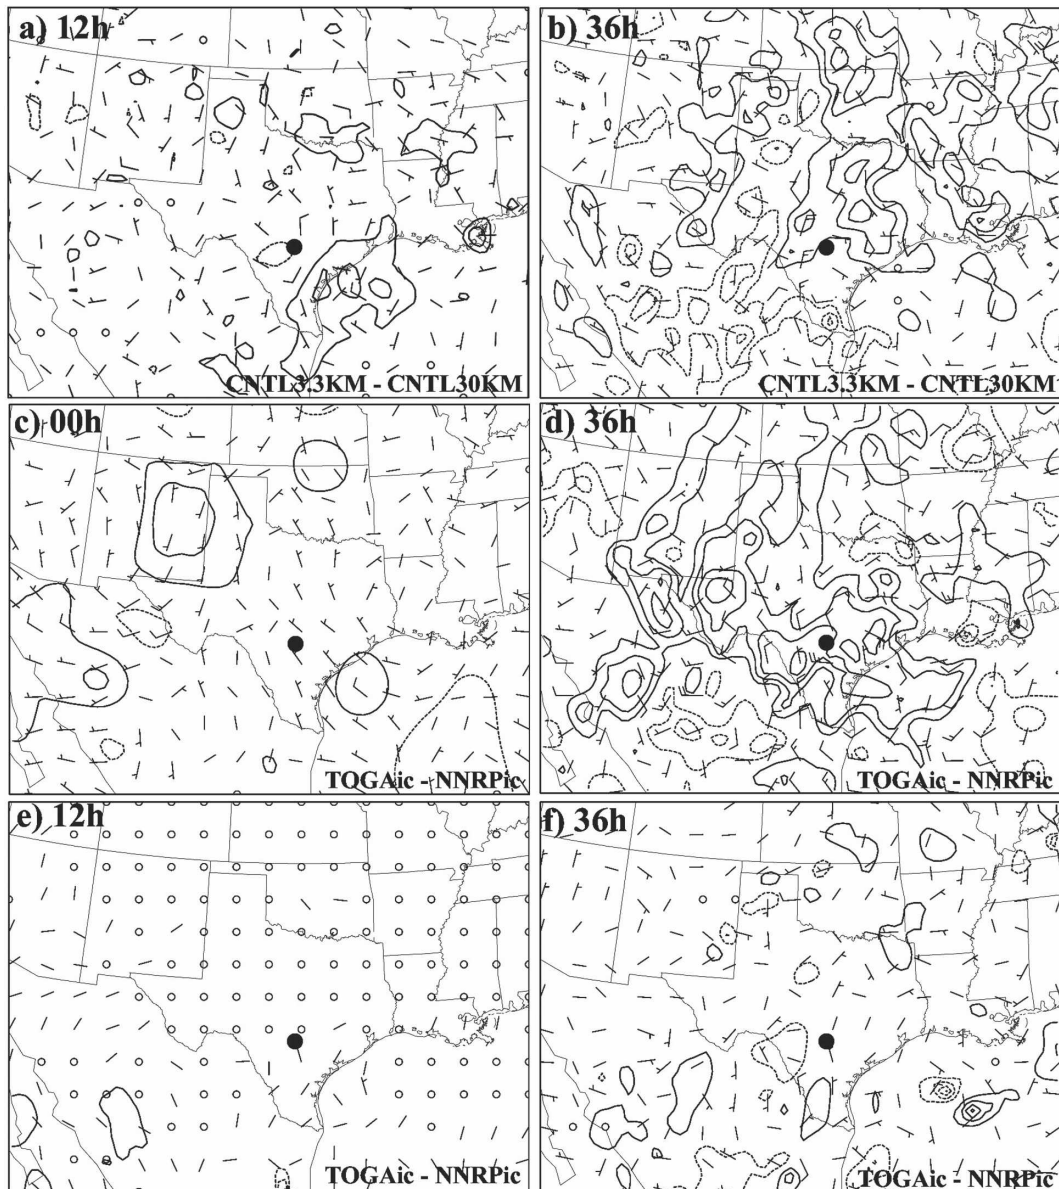 a) 12h
b) 36h
CNTL3.3KM - CNTL30KM
CNTL3.3KM - CNTL30KM
c) 00h
d) 36h
TOGAic - NNRPic
TOGAic - NNRPic
e) 12h
f) 36h
TOGAic - NNRPic
TOGAic - NNRPic